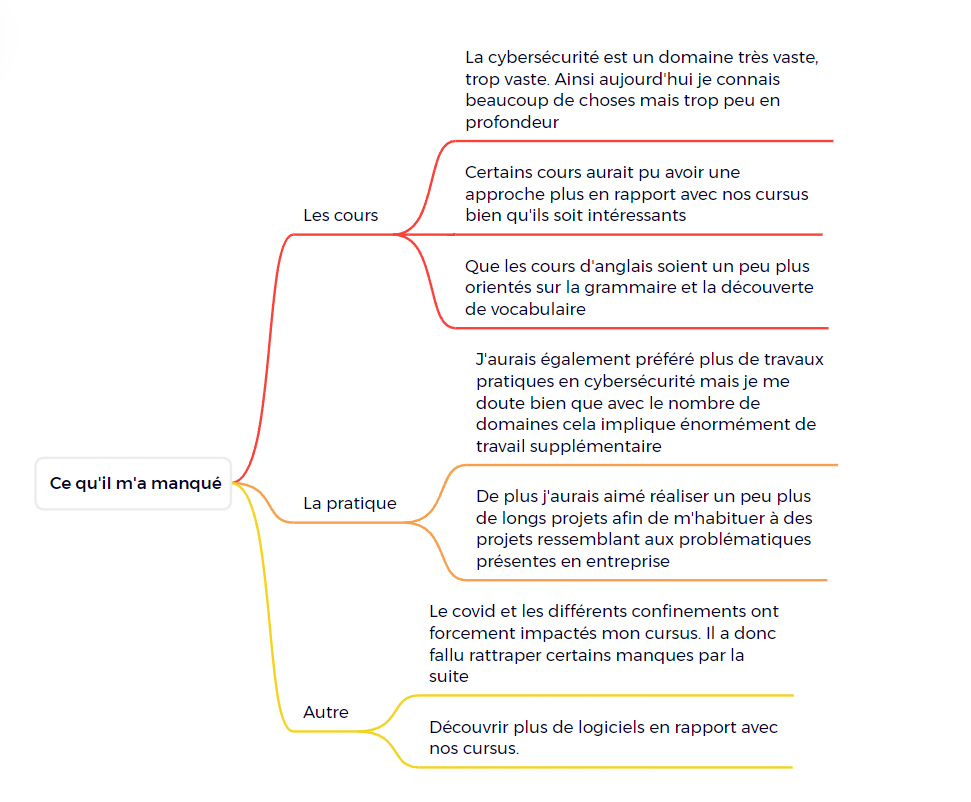 La cybersécurité est un domaine très vaste,
trop vaste. Ainsi aujourd'hui je connais
beaucoup de choses mais trop peu en
profondeur
Certains cours aurait pu avoir une
approche plus en rapport avec nos cursus
bien qu'ils soit intéressants
Les cours
Que les cours d'anglais soient un peu plus
orientés sur la grammaire et la découverte
de vocabulaire
J'aurais également préféré plus de travaux
pratiques en cybersécurité mais je me
doute bien que avec le nombre de
domaines cela implique énormément de
travail supplémentaire
Ce qu'il m'a manqué
La pratique
De plus j'aurais aimé réaliser un peu plus
de longs projets afin de m'habituer à des
projets ressemblant aux problématiques
présentes en entreprise
Le covid et les différents confinements ont
forcement impactés mon cursus. Il a donc
fallu rattraper certains manques par la
suite
Autre
Découvrir plus de logiciels en rapport avec
nos cursus.